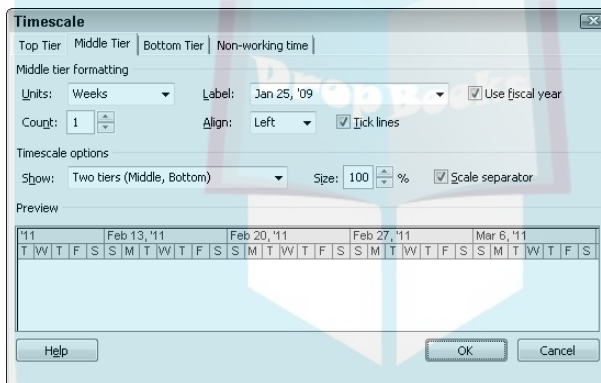 Timescale
Top Tier Middle Tier Bottom Tier Non-working time
Middle tier formatting
Units: Weeks Label: Jan 25, '09 Use fiscal year
Count: 1 Align: Left Tick lines
Timescale options
Show: Two tiers (Middle, Bottom) Size: 100 % Scale separator
Preview
'11 Feb 13, '11 Feb 20, '11 Feb 27, '11 Mar 6, '11
T W T F S S M T W T F S S M T W T F S S M T W T F S S M T W T F S
Help OK Cancel
Drop Books